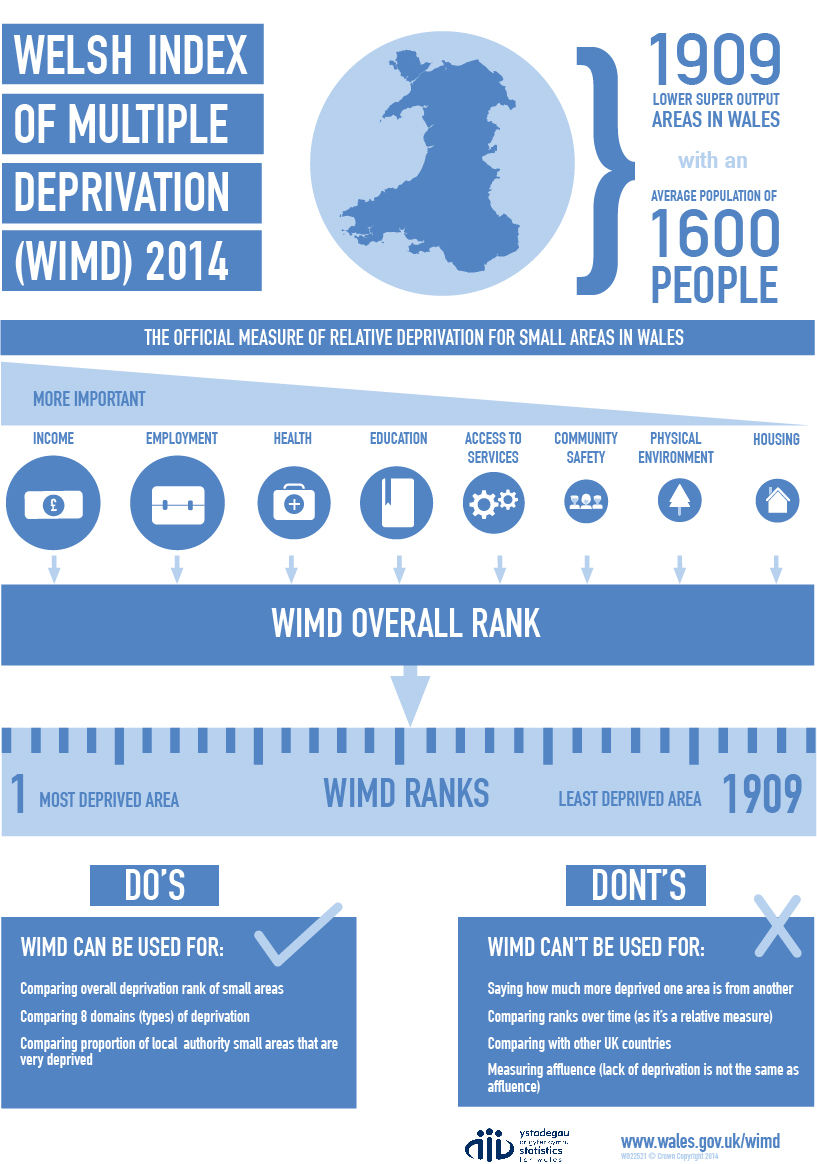 WELSH INDEX
OF MULTIPLE
DEPRIVATION
(WIMD) 2014
1909
LOWER SUPER OUTPUT
AREAS IN WALES
with an
AVERAGE POPULATION OF
1600
PEOPLE
THE OFFICIAL MEASURE OF RELATIVE DEPRIVATION FOR SMALL AREAS IN WALES
MORE IMPORTANT
INCOME
EMPLOYMENT
HEALTH
EDUCATION
ACCESS TO
SERVICES
COMMUNITY
SAFETY
PHYSICAL
ENVIRONMENT
HOUSING
£
WIMD OVERALL RANK
1 MOST DEPRIVED AREA
WIMD RANKS
LEAST DEPRIVED AREA 1909
DO'S
WIMD CAN BE USED FOR:
Comparing overall deprivation rank of small areas
Comparing 8 domains (types) of deprivation
Comparing proportion of local authority small areas that are
very deprived
DONT'S
WIMD CAN'T BE USED FOR:
Saying how much more deprived one area is from another
Comparing ranks over time (as it's a relative measure)
Comparing with other UK countries
Measuring affluence (lack of deprivation is not the same as
affluence)
ystadegau
ar gyfer cymru
statistics
for wales
www.wales.gov.uk/wimd
WG22521 © Crown Copyright 2014